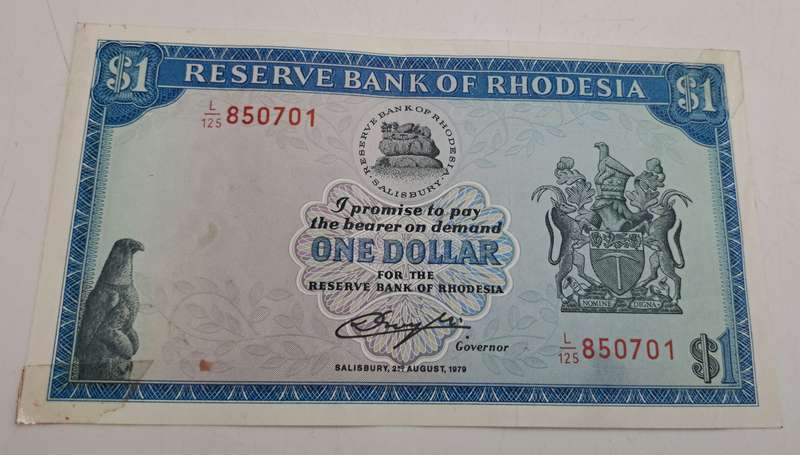 $1 RESERVE BANK OF RHODESIA $1
L/125 850701
RESERVE BANK OF RHODESIA
· SALISBURY ·
I promise to pay
the bearer on demand
ONE DOLLAR
FOR THE
RESERVE BANK OF RHODESIA
NOMINE DIGNA
Governor
L/125 850701
$1
SALISBURY, 2ND AUGUST, 1979